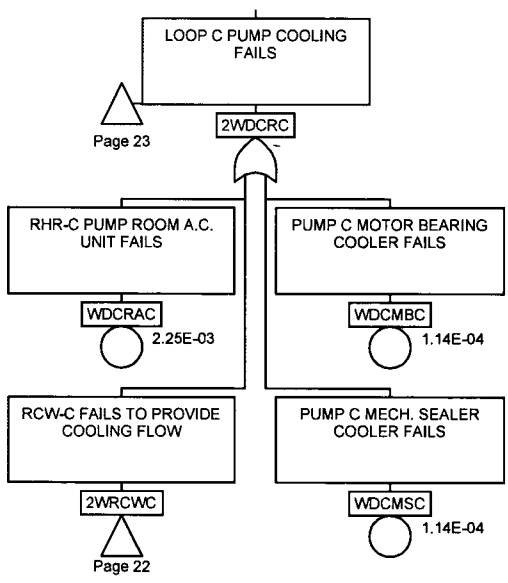 LOOP C PUMP COOLING
FAILS
Page 23
2WDCRC
RHR-C PUMP ROOM A.C.
UNIT FAILS
WDCRAC
2.25E-03
PUMP C MOTOR BEARING
COOLER FAILS
WDCMBC
1.14E-04
RCW-C FAILS TO PROVIDE
COOLING FLOW
2WRCWC
Page 22
PUMP C MECH. SEALER
COOLER FAILS
WDCMSC
1.14E-04